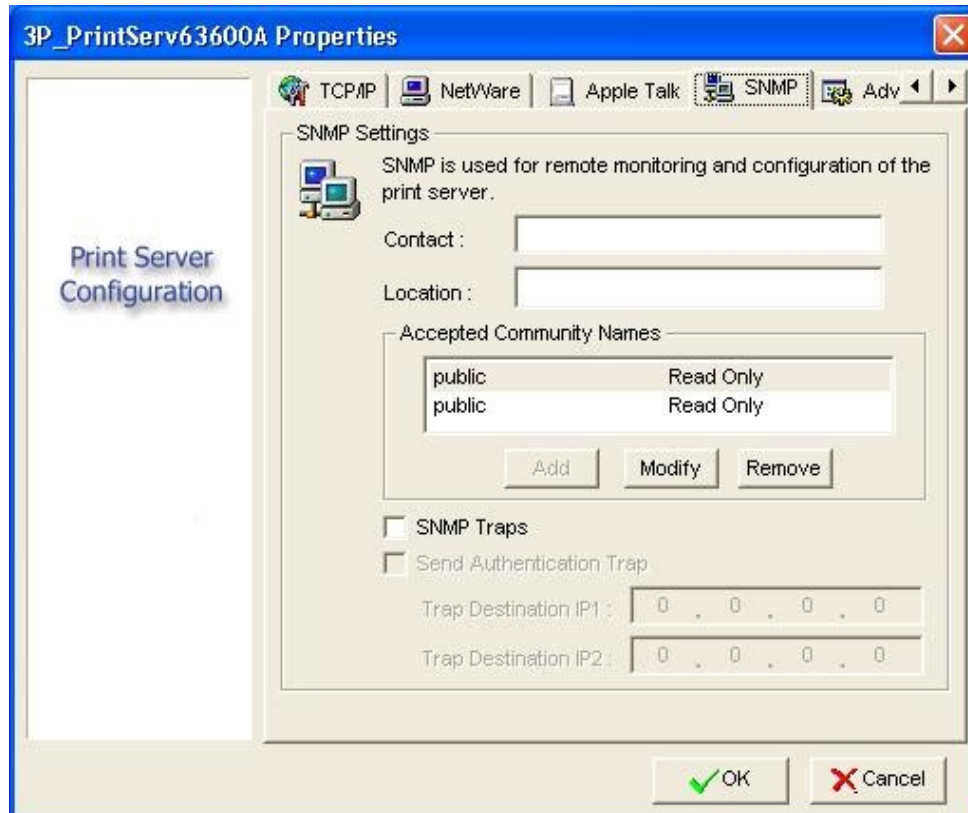 3P_PrintServ63600A Properties
TCP/IP NetWare Apple Talk SNMP Adv
Print Server
Configuration
SNMP Settings
SNMP is used for remote monitoring and configuration of the
print server.
Contact :
Location :
Accepted Community Names
public Read Only
public Read Only
Add Modify Remove
SNMP Traps
Send Authentication Trap
Trap Destination IP1 : 0 . 0 . 0 . 0
Trap Destination IP2 : 0 . 0 . 0 . 0
OK Cancel